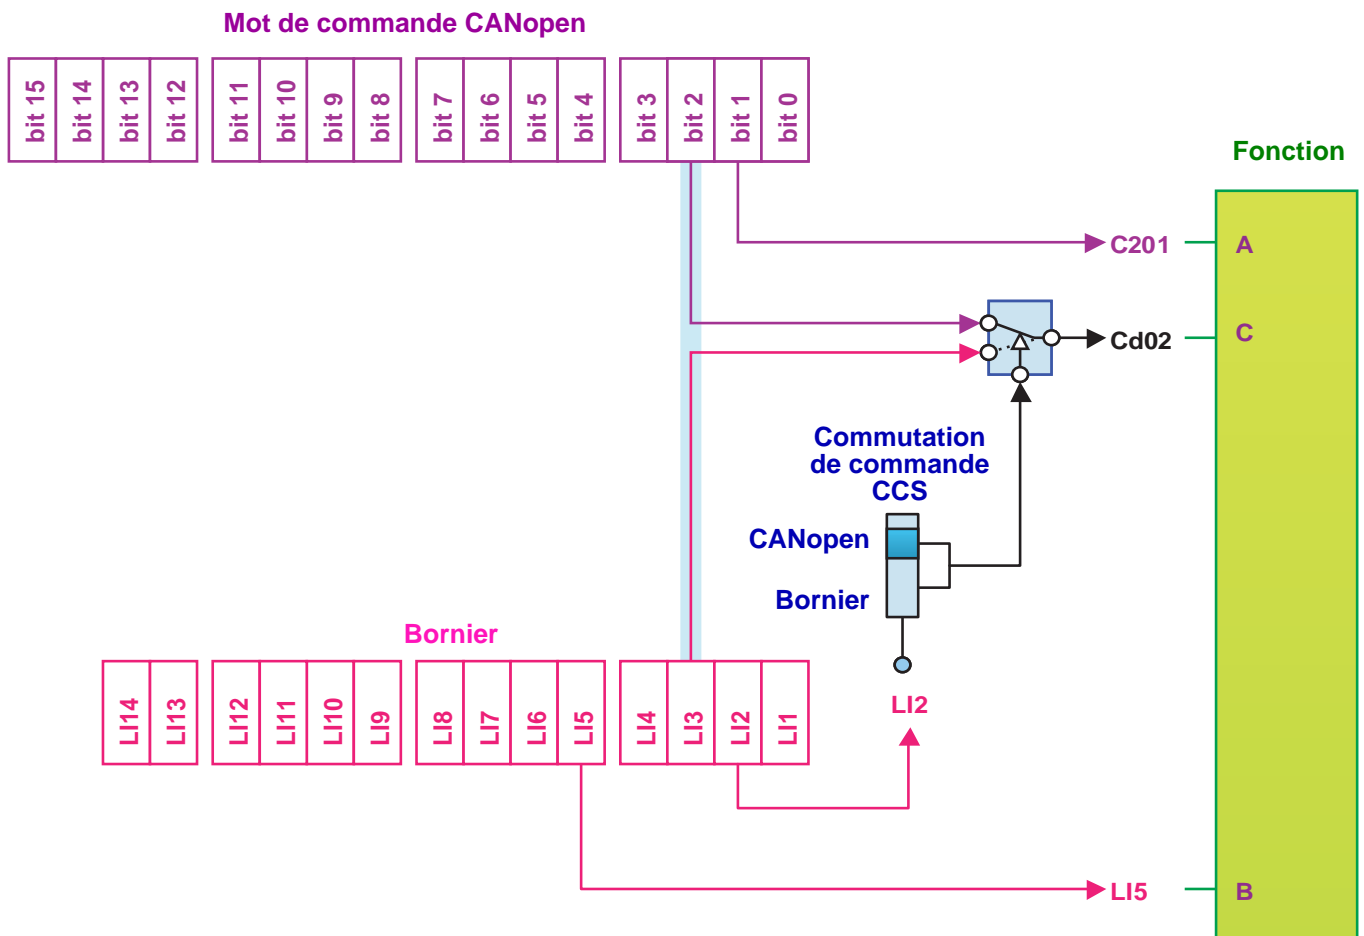 Mot de commande CANopen
bit 15
bit 14
bit 13
bit 12
bit 11
bit 10
bit 9
bit 8
bit 7
bit 6
bit 5
bit 4
bit 3
bit 2
bit 1
bit 0
Fonction
C201
A
Cd02
C
Commutation
de commande
CCS
CANopen
Bornier
Bornier
LI14
LI13
LI12
LI11
LI10
LI9
LI8
LI7
LI6
LI5
LI4
LI3
LI2
LI1
LI2
LI5
B